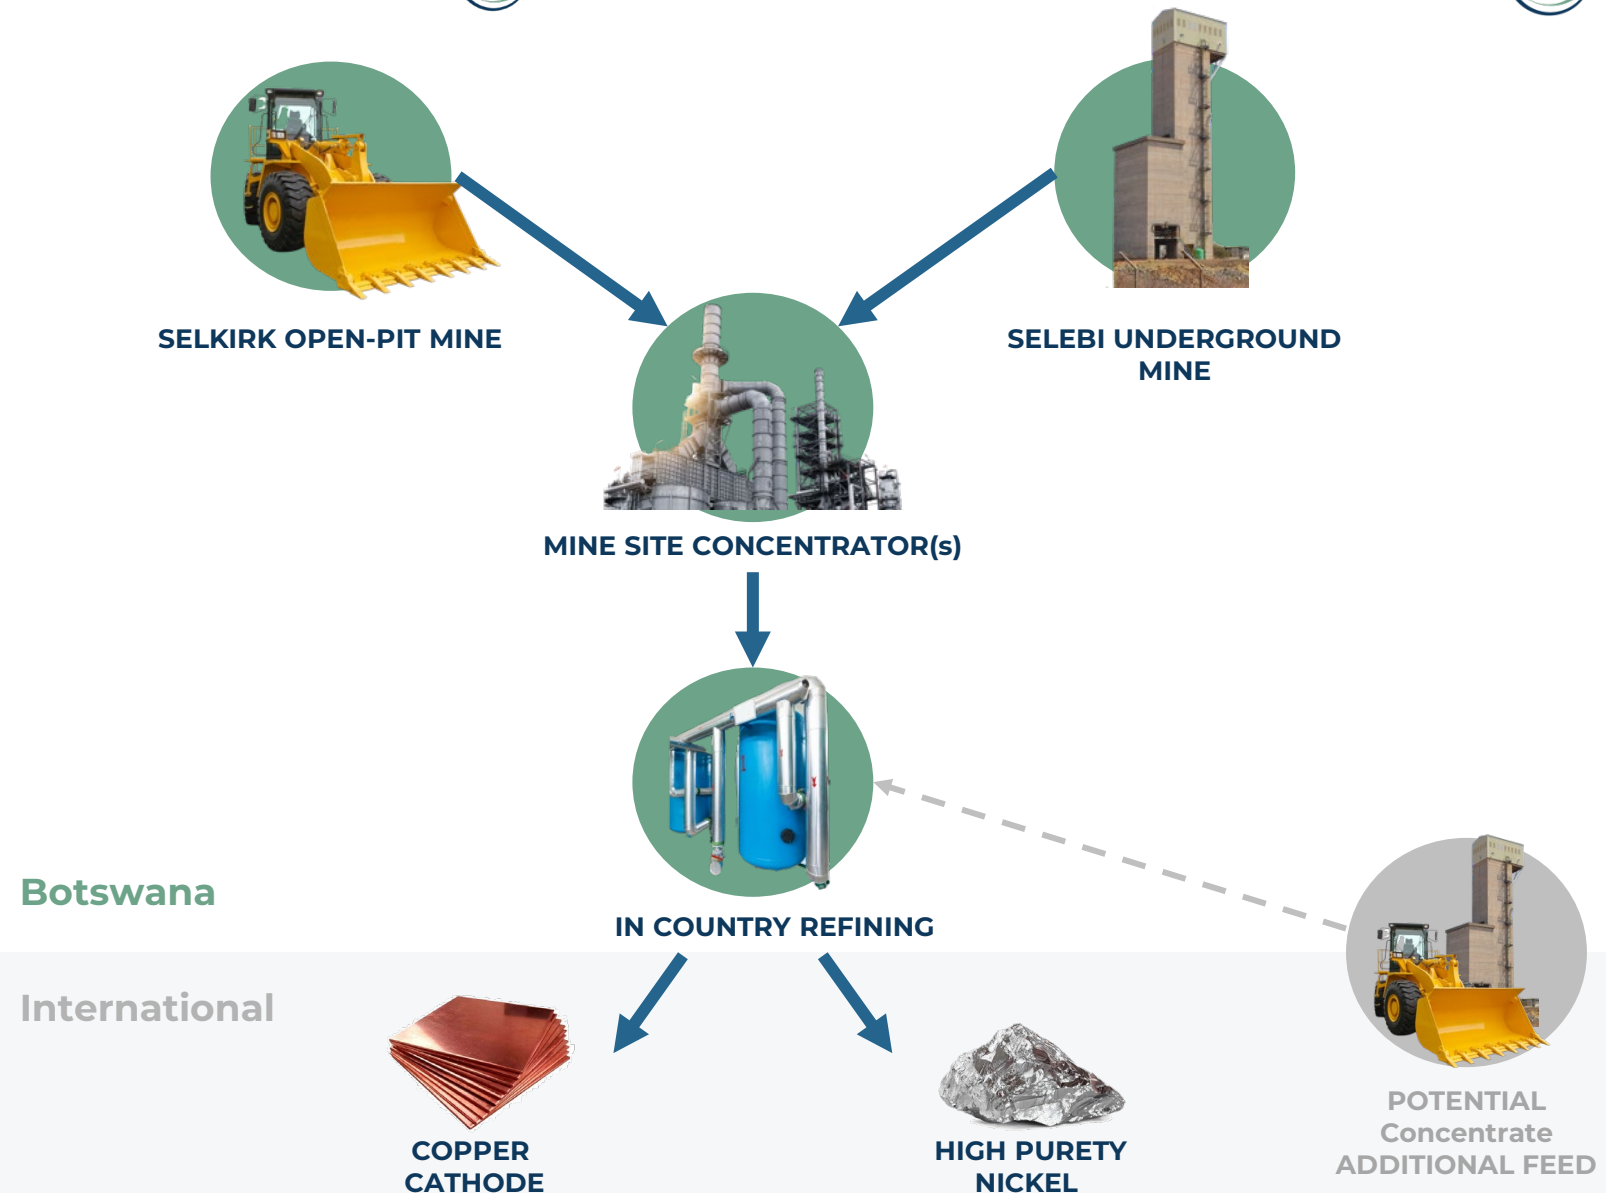 SELKIRK OPEN-PIT MINE
SELEBI UNDERGROUND
MINE
MINE SITE CONCENTRATOR(s)
Botswana
IN COUNTRY REFINING
International
COPPER
CATHODE
HIGH PURETY
NICKEL
POTENTIAL
Concentrate
ADDITIONAL FEED